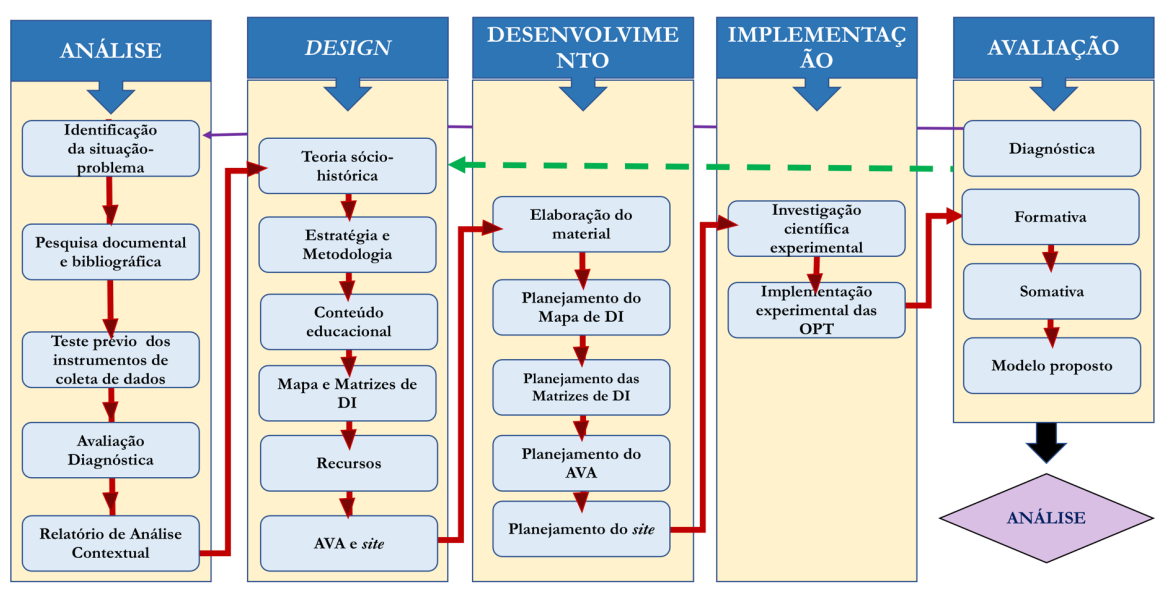 ANÁLISE
Identificação
da situação-
problema
Pesquisa documental
e bibliográfica
Teste prévio dos
instrumentos de
coleta de dados
Avaliação
Diagnóstica
Relatório de Análise
Contextual
DESIGN
Teoria sócio-
histórica
Estratégia e
Metodologia
Conteúdo
educacional
Mapa e Matrizes de
DI
Recursos
AVA e site
DESENVOLVIME
NTO
Elaboração do
material
Planejamento do
Mapa de DI
Planejamento das
Matrizes de DI
Planejamento do
AVA
Planejamento do site
IMPLEMENTAÇ
ÃO
Investigação
científica
experimental
Implementação
experimental das
OPT
AVALIAÇÃO
Diagnóstica
Formativa
Somativa
Modelo proposto
ANÁLISE